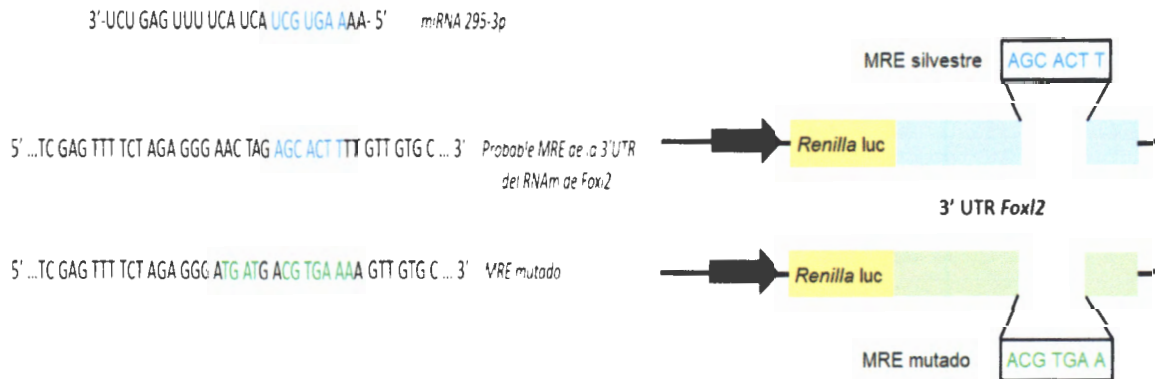 3'-UCU GAG UUU UCA UCA UCG UGA AAA- 5' miRNA 295-3p
MRE silvestre AGC ACT T
5' ...TC GAG TTT TCT AGA GGG AAC TAG AGC ACT TTT GTT GTG C ... 3' Probable MRE de la 3'UTR
del RNAm de Foxl2
Renilla luc
3' UTR Foxl2
5' ...TC GAG TTT TCT AGA GGG ATG ATG ACG TGA AAA GTT GTG C ... 3' MRE mutado
Renilla luc
MRE mutado ACG TGA A